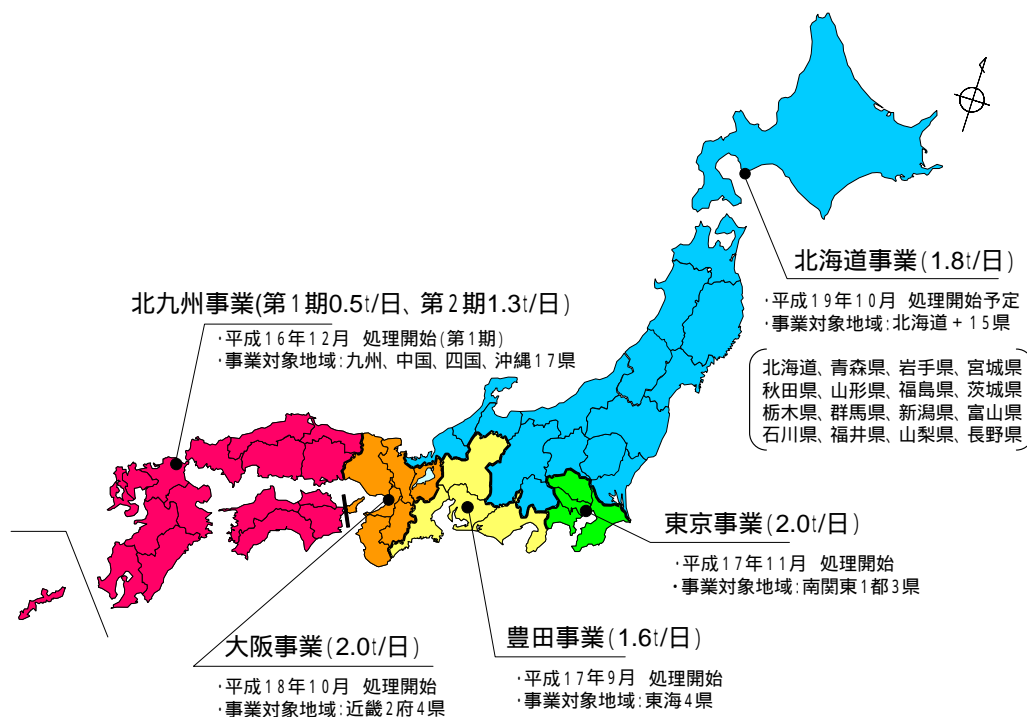 北海道事業(1.8t/日)
・平成19年10月 処理開始予定
・事業対象地域:北海道+15県
北海道、青森県、岩手県、宮城県
秋田県、山形県、福島県、茨城県
栃木県、群馬県、新潟県、富山県
石川県、福井県、山梨県、長野県
北九州事業(第1期0.5t/日、第2期1.3t/日)
・平成16年12月 処理開始(第1期)
・事業対象地域:九州、中国、四国、沖縄17県
東京事業(2.0t/日)
・平成17年11月 処理開始
・事業対象地域:南関東1都3県
豊田事業(1.6t/日)
・平成17年9月 処理開始
・事業対象地域:東海4県
大阪事業(2.0t/日)
・平成18年10月 処理開始
・事業対象地域:近畿2府4県